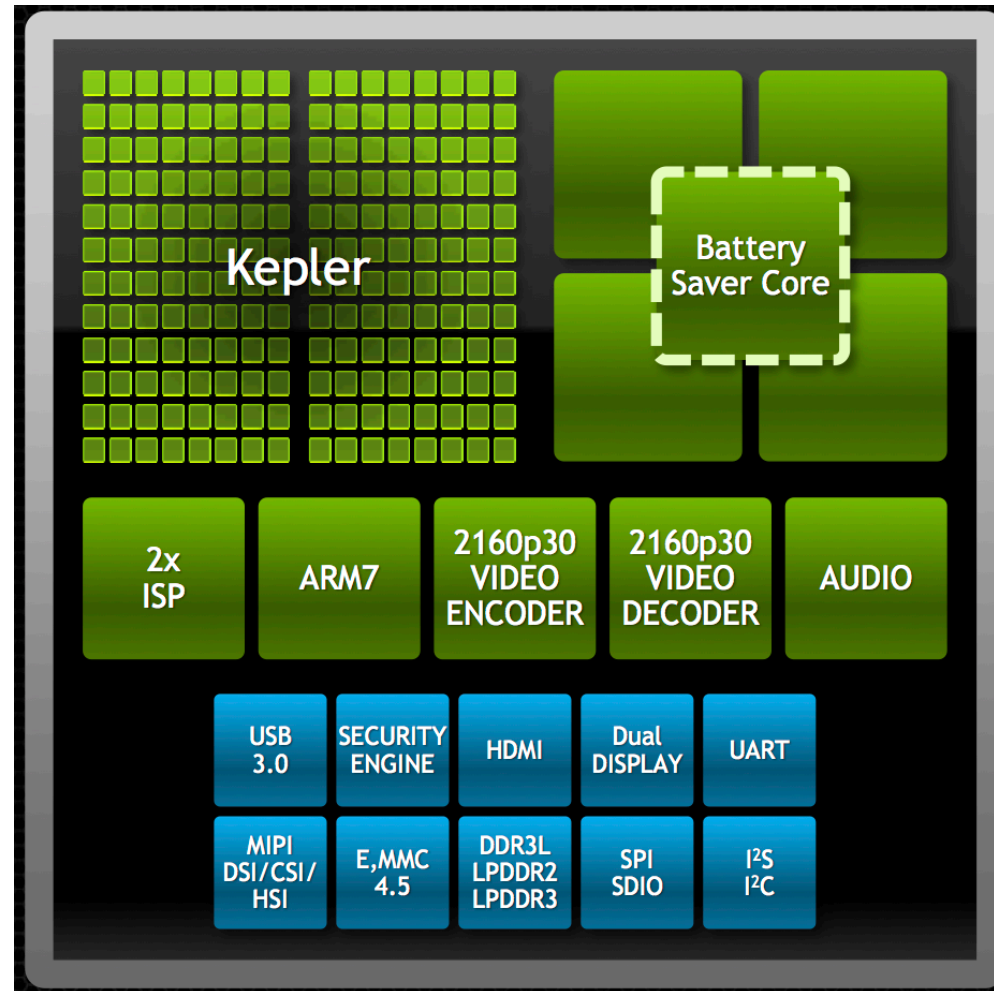 Kepler
Battery
Saver Core
2x
ISP
ARM7
2160p30
VIDEO
ENCODER
2160p30
VIDEO
DECODER
AUDIO
USB
3.0
SECURITY
ENGINE
HDMI
Dual
DISPLAY
UART
MIPI
DSI/CSI/
HSI
E,MMC
4.5
DDR3L
LPDDR2
LPDDR3
SPI
SDIO
I²S
I²C